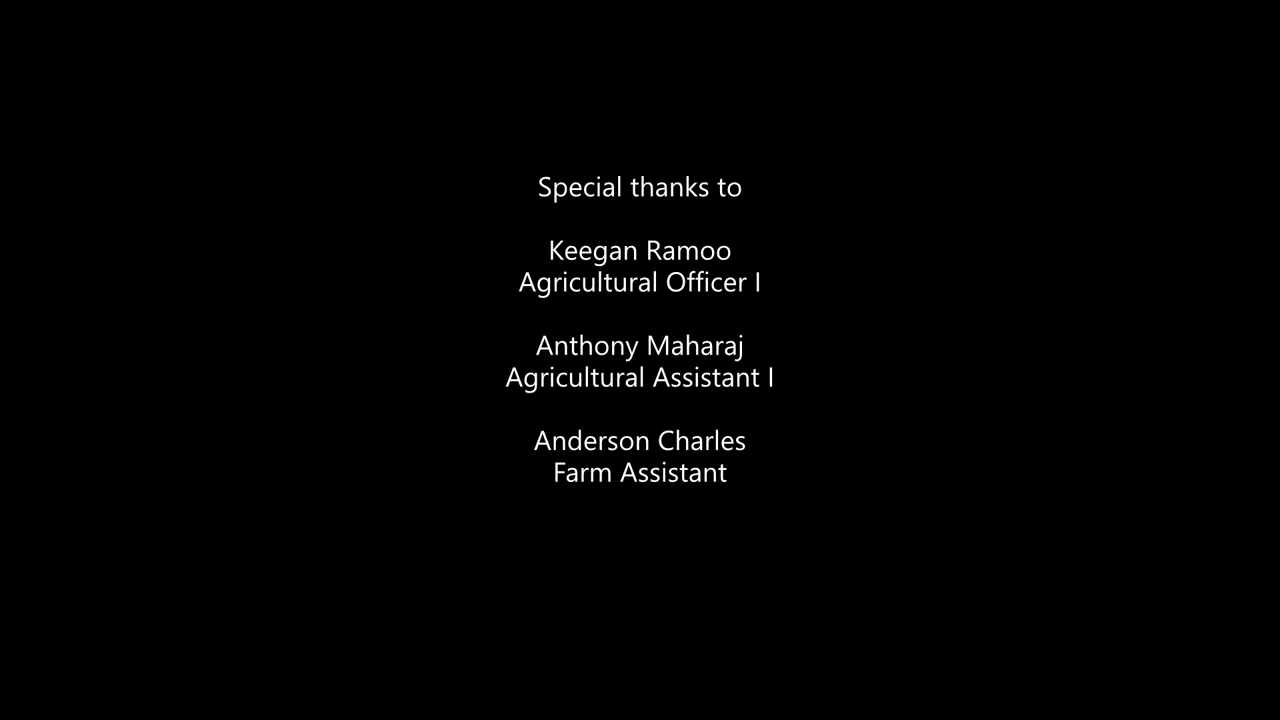 Special thanks to
Keegan Ramoo
Agricultural Officer I
Anthony Maharaj
Agricultural Assistant I
Anderson Charles
Farm Assistant